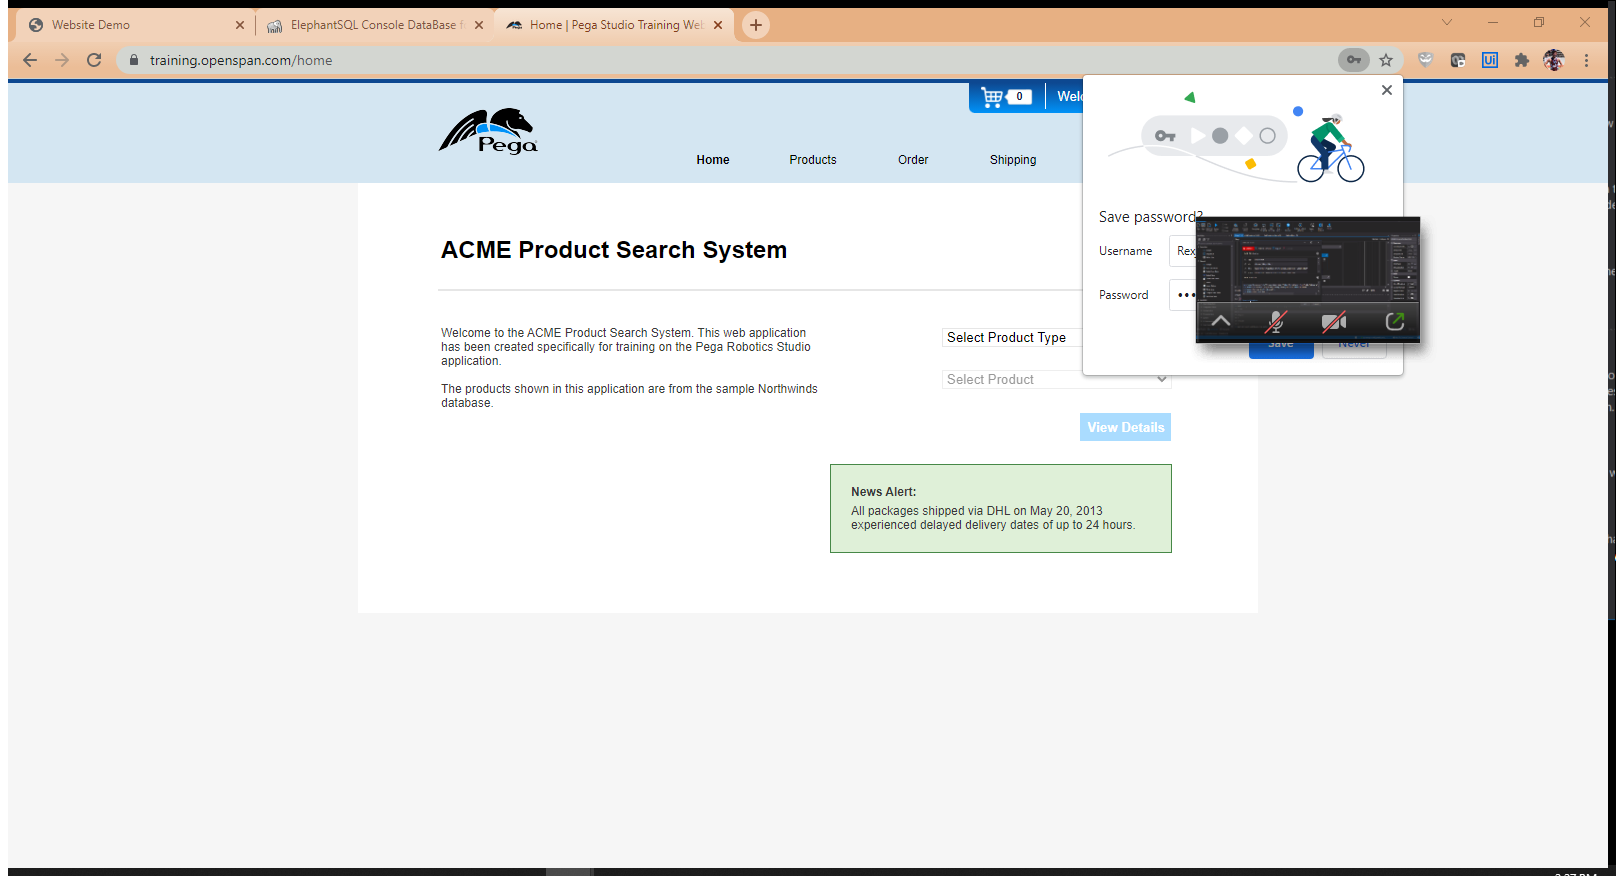 Website Demo
ElephantSQL Console DataBase f
Home | Pega Studio Training Web
training.openspan.com/home
0
Welc
Pega
Home
Products
Order
Shipping
Save password?
Username
Rex
Password
Save
Never
ACME Product Search System
Welcome to the ACME Product Search System. This web application
has been created specifically for training on the Pega Robotics Studio
application.
The products shown in this application are from the sample Northwinds
database.
Select Product Type
Select Product
View Details
News Alert:
All packages shipped via DHL on May 20, 2013
experienced delayed delivery dates of up to 24 hours.